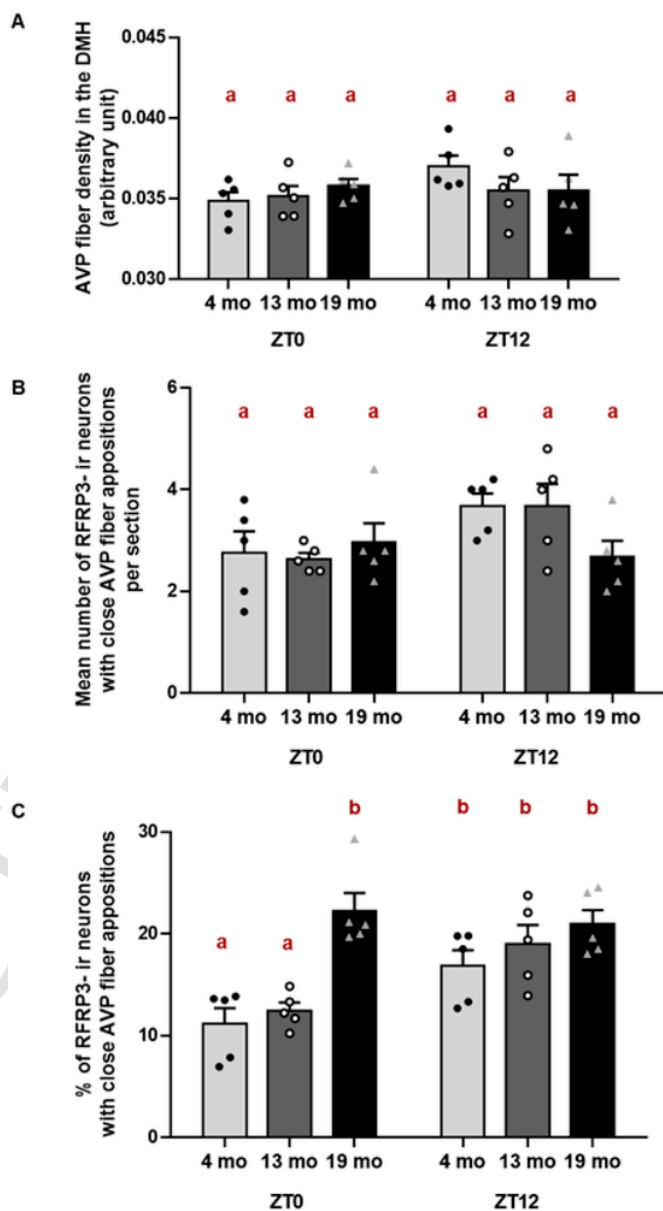 A
AVP fiber density in the DMH
(arbitrary unit)
0.045
0.040
0.035
0.030
a a a a a a
4 mo 13 mo 19 mo 4 mo 13 mo 19 mo
ZT0 ZT12
B
Mean number of RFRP3- ir neurons
with close AVP fiber appositions
per section
6
4
2
0
a a a a a a
4 mo 13 mo 19 mo 4 mo 13 mo 19 mo
ZT0 ZT12
C
% of RFRP3- ir neurons
with close AVP fiber appositions
30
20
10
0
a a b b b b
4 mo 13 mo 19 mo 4 mo 13 mo 19 mo
ZT0 ZT12